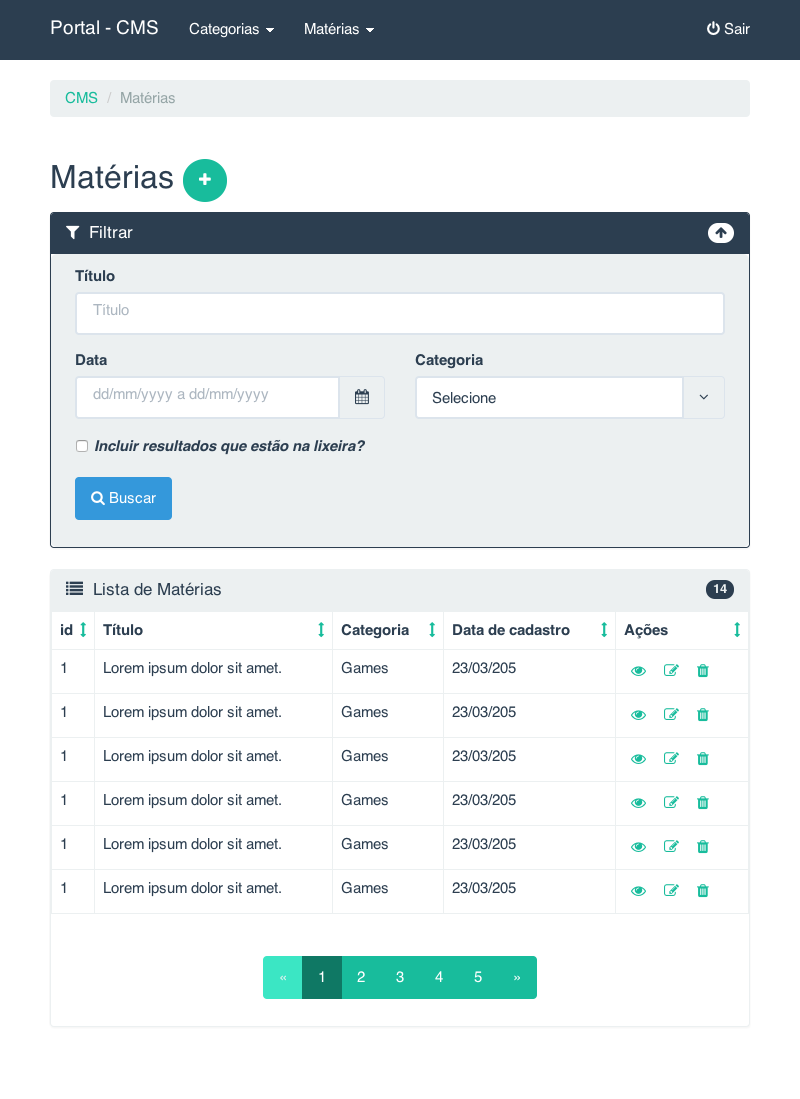 Portal - CMS Categorias Matérias Sair
CMS / Matérias
Matérias
Filtrar
Título
Título
Data Categoria
dd/mm/yyyy a dd/mm/yyyy Selecione
Incluir resultados que estão na lixeira?
Buscar
Lista de Matérias 14
id Título Categoria Data de cadastro Ações
1 Lorem ipsum dolor sit amet. Games 23/03/205
1 Lorem ipsum dolor sit amet. Games 23/03/205
1 Lorem ipsum dolor sit amet. Games 23/03/205
1 Lorem ipsum dolor sit amet. Games 23/03/205
1 Lorem ipsum dolor sit amet. Games 23/03/205
1 Lorem ipsum dolor sit amet. Games 23/03/205
« 1 2 3 4 5 »